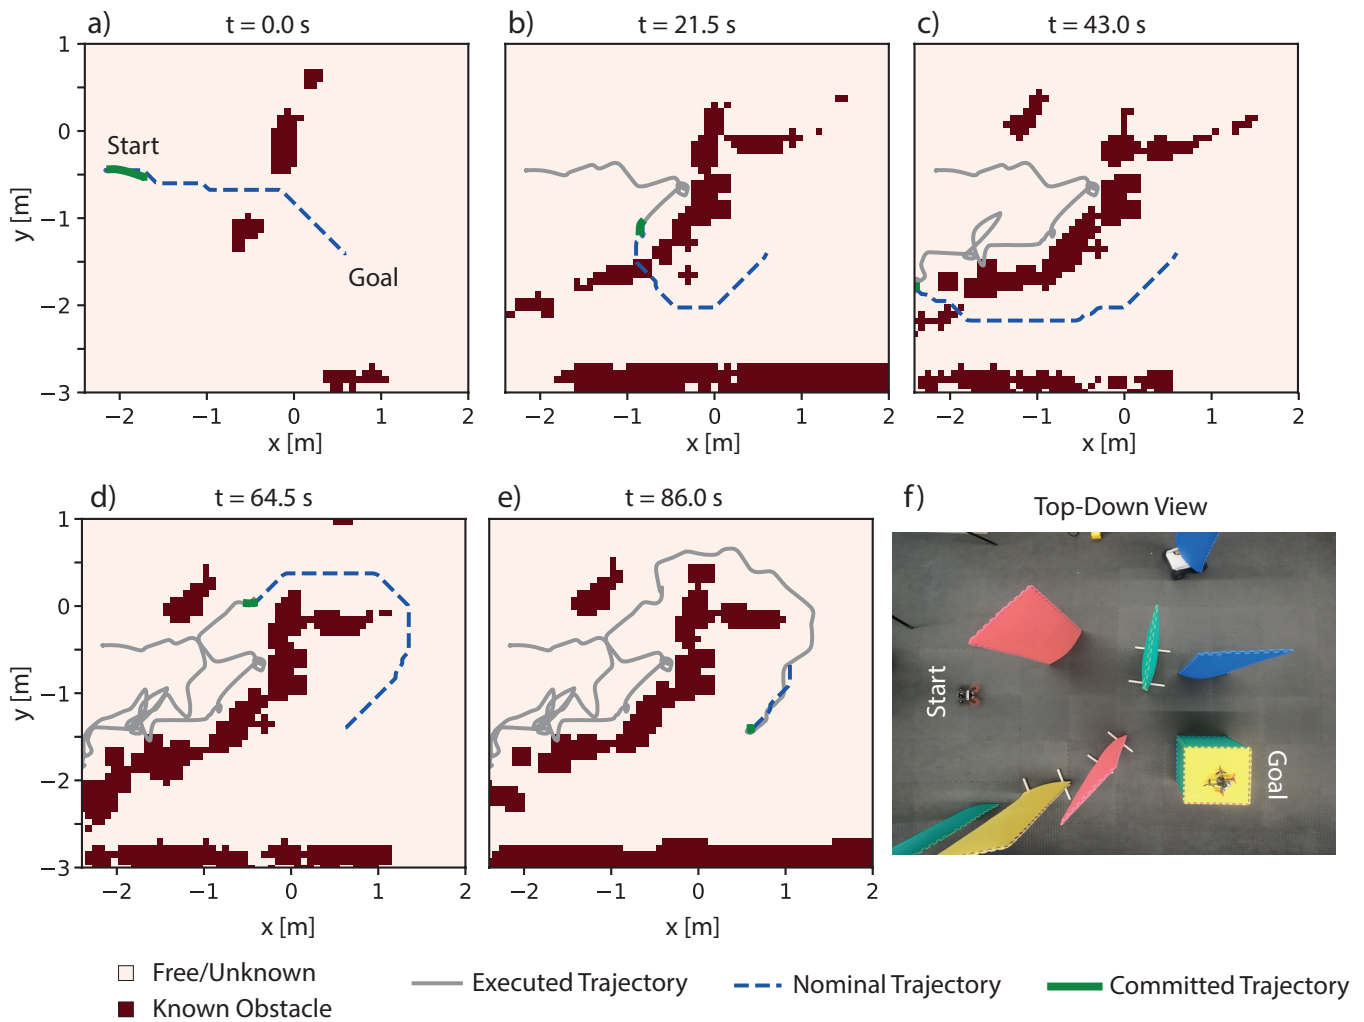 a)
t = 0.0 s
b)
t = 21.5 s
c)
t = 43.0 s
1
0
−1
−2
−3
y [m]
Start
Goal
−2 −1 0 1 2
x [m]
−2 −1 0 1 2
x [m]
−2 −1 0 1 2
x [m]
d)
t = 64.5 s
e)
t = 86.0 s
f)
Top-Down View
1
0
−1
−2
−3
y [m]
−2 −1 0 1 2
x [m]
−2 −1 0 1 2
x [m]
Start
Goal
Free/Unknown
Known Obstacle
Executed Trajectory
Nominal Trajectory
Committed Trajectory